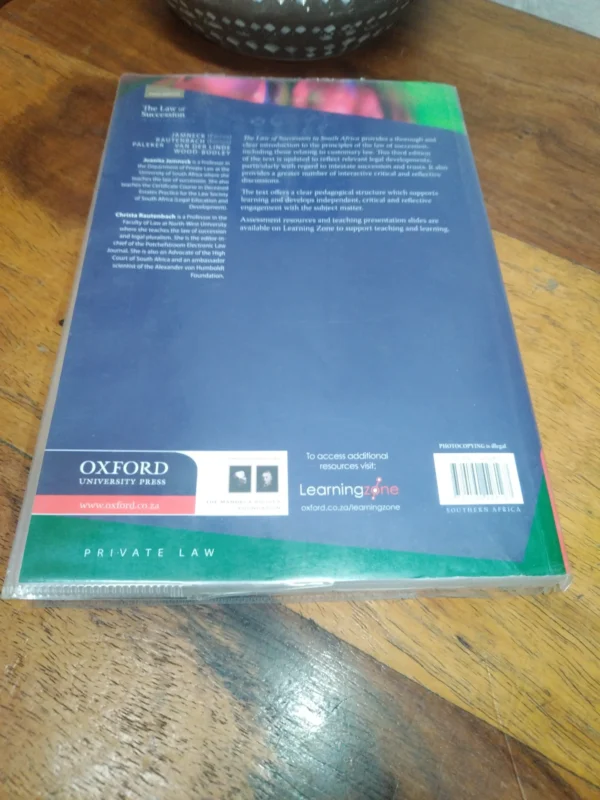 The Law of
Succession
JAMNECK
RAUTENBACH
PALEKER VAN DER LINDE
WOOD BODLEY
Juanita Jamneck is a Professor in
the Department of Private Law at the
University of South Africa where she
teaches the law of succession. She also
teaches the Certificate Course in Deceased
Estates Practice for the Law Society
of South Africa (Legal Education and
Development).
Christa Rautenbach is a Professor in the
Faculty of Law at North-West University
where she teaches the law of succession
and legal pluralism. She is the editor-in-
chief of the Potchefstroom Electronic Law
Journal. She is also an Advocate of the High
Court of South Africa and an ambassador
scientist of the Alexander von Humboldt
Foundation.
The Law of Succession in South Africa provides a thorough and
clear introduction to the principles of the law of succession,
including those relating to customary law. This third edition
of the text is updated to reflect relevant legal developments,
particularly with regard to intestate succession and trusts. It also
provides a greater number of interactive critical and reflective
discussions.
The text offers a clear pedagogical structure which supports
learning and develops independent, critical and reflective
engagement with the subject matter.
Assessment resources and teaching presentation slides are
available on Learning Zone to support teaching and learning.
OXFORD
UNIVERSITY PRESS
www.oxford.co.za
To access additional
resources visit:
Learningzone
oxford.co.za/learningzone
PHOTOCOPYING is illegal
SOUTHERN AFRICA
PRIVATE LAW